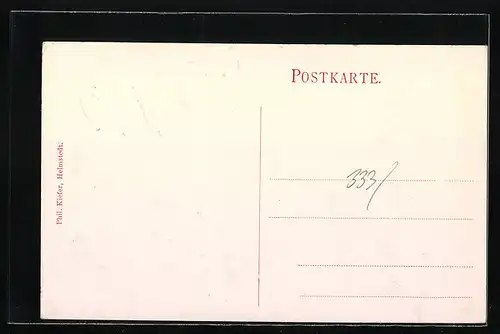 POSTKARTE.
Phil. Kiefer, Helmstedt.
333/